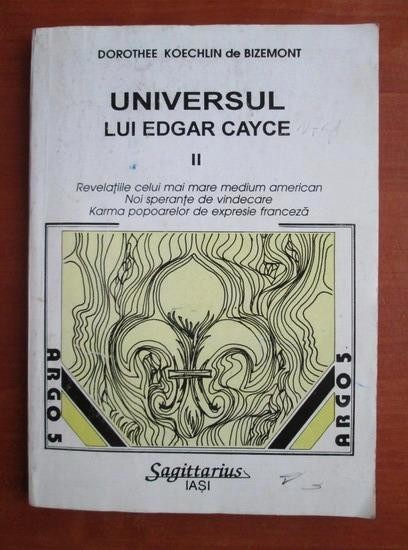 DOROTHEE KOECHLIN de BIZEMONT
UNIVERSUL
LUI EDGAR CAYCE
II
Revelațiile celui mai mare medium american
Noi speranțe de vindecare
Karma popoarelor de expresie franceză
ARGO 5
ARGO 5
Sagittarius
IAȘI